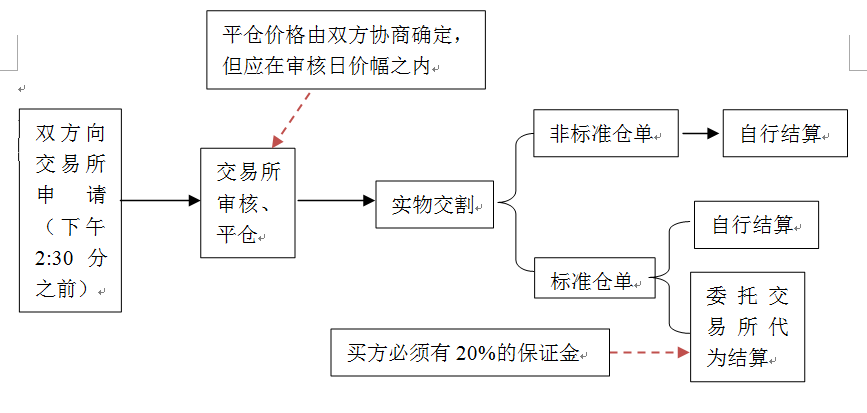 平仓价格由双方协商确定，
但应在审核日价幅之内
双方向
交易所
申请
（下午
2:30 分
之前）
交易所
审核、
平仓
实物交割
非标准仓单
自行结算
标准仓单
自行结算
委托交
易所代
为结算
买方必须有 20%的保证金